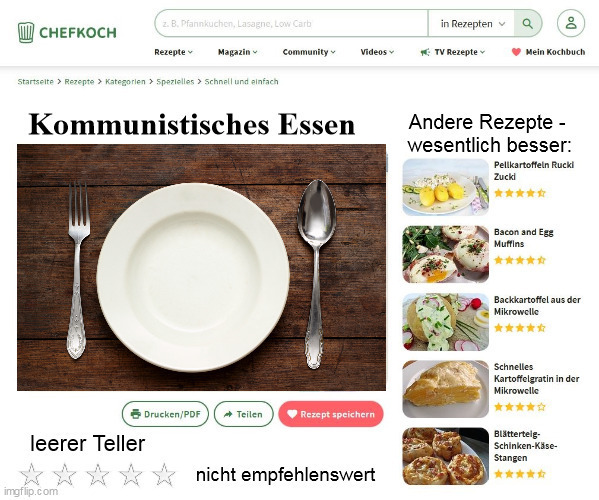 CHEFKOCH
z. B. Pfannkuchen, Lasagne, Low Carb
in Rezepten
Rezepte
Magazin
Community
Videos
TV Rezepte
Mein Kochbuch
Startseite > Rezepte > Kategorien > Spezielles > Schnell und einfach
Kommunistisches Essen
Andere Rezepte -
wesentlich besser:
Pellkartoffeln Rucki
Zucki
Bacon and Egg
Muffins
Backkartoffel aus der
Mikrowelle
Schnelles
Kartoffelgratin in der
Mikrowelle
Blätterteig-
Schinken-Käse-
Stangen
Drucken/PDF
Teilen
Rezept speichern
leerer Teller
nicht empfehlenswert
imgflip.com